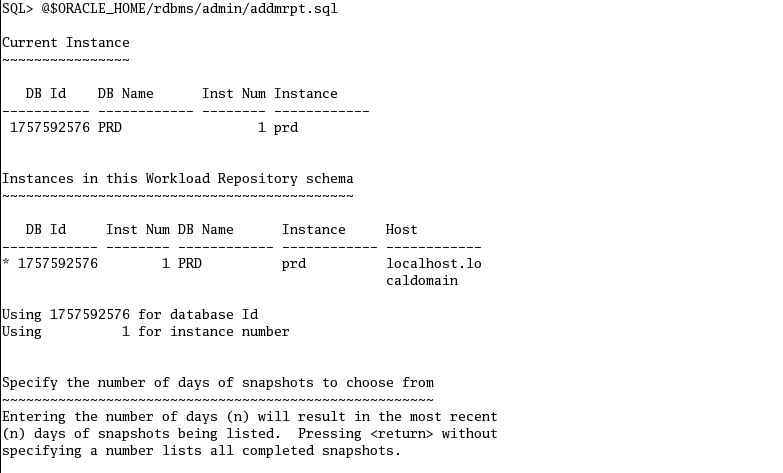 SQL> @$ORACLE_HOME/rdbms/admin/addmrpt.sql
Current Instance
~~~~~~~~~~~~~~~~
   DB Id    DB Name      Inst Num Instance
----------- ------------ -------- ------------
 1757592576 PRD                 1 prd
Instances in this Workload Repository schema
~~~~~~~~~~~~~~~~~~~~~~~~~~~~~~~~~~~~~~~~~~~~
   DB Id     Inst Num DB Name      Instance     Host
------------ -------- ------------ ------------ ------------
* 1757592576        1 PRD          prd          localhost.lo
                                                caldomain
Using 1757592576 for database Id
Using          1 for instance number
Specify the number of days of snapshots to choose from
~~~~~~~~~~~~~~~~~~~~~~~~~~~~~~~~~~~~~~~~~~~~~~~~~~~~~~
Entering the number of days (n) will result in the most recent
(n) days of snapshots being listed.  Pressing <return> without
specifying a number lists all completed snapshots.